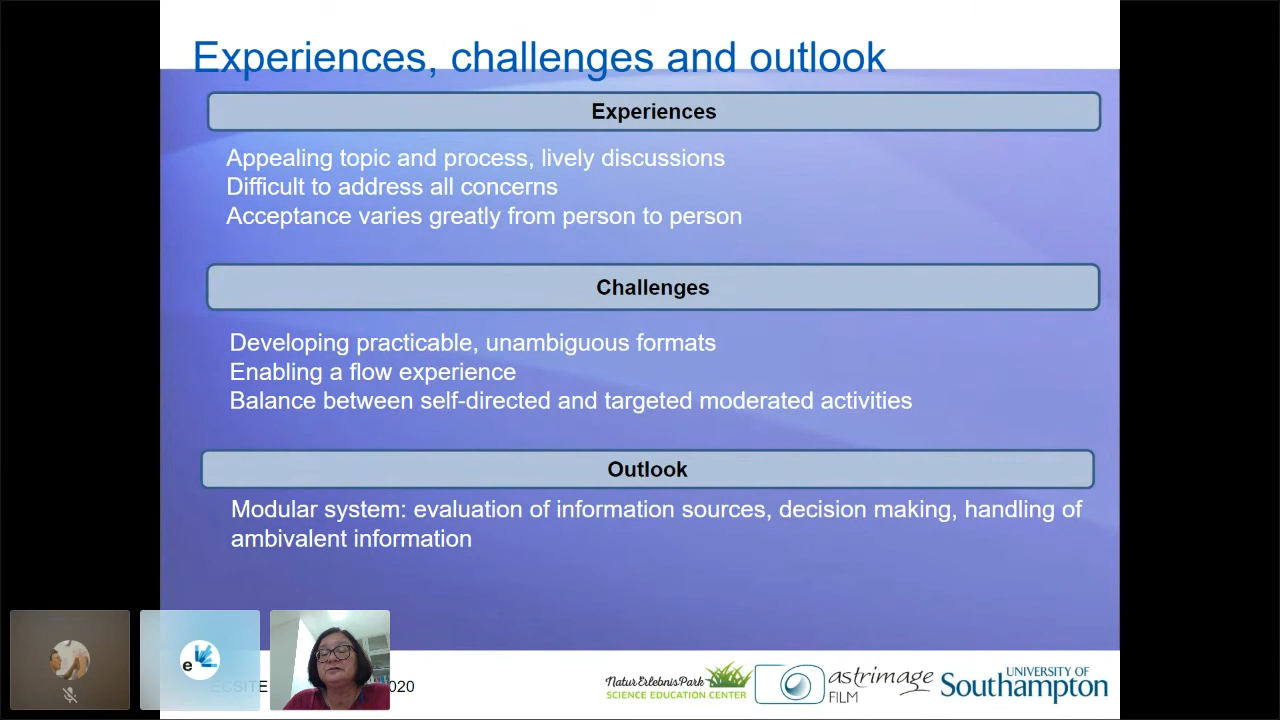 Experiences, challenges and outlook
Experiences
Appealing topic and process, lively discussions
Difficult to address all concerns
Acceptance varies greatly from person to person
Challenges
Developing practicable, unambiguous formats
Enabling a flow experience
Balance between self-directed and targeted moderated activities
Outlook
Modular system: evaluation of information sources, decision making, handling of
ambivalent information
e
ECSITE 020
Natur ErlebnisPark
SCIENCE EDUCATION CENTER
astrimage
FILM
UNIVERSITY OF
Southampton